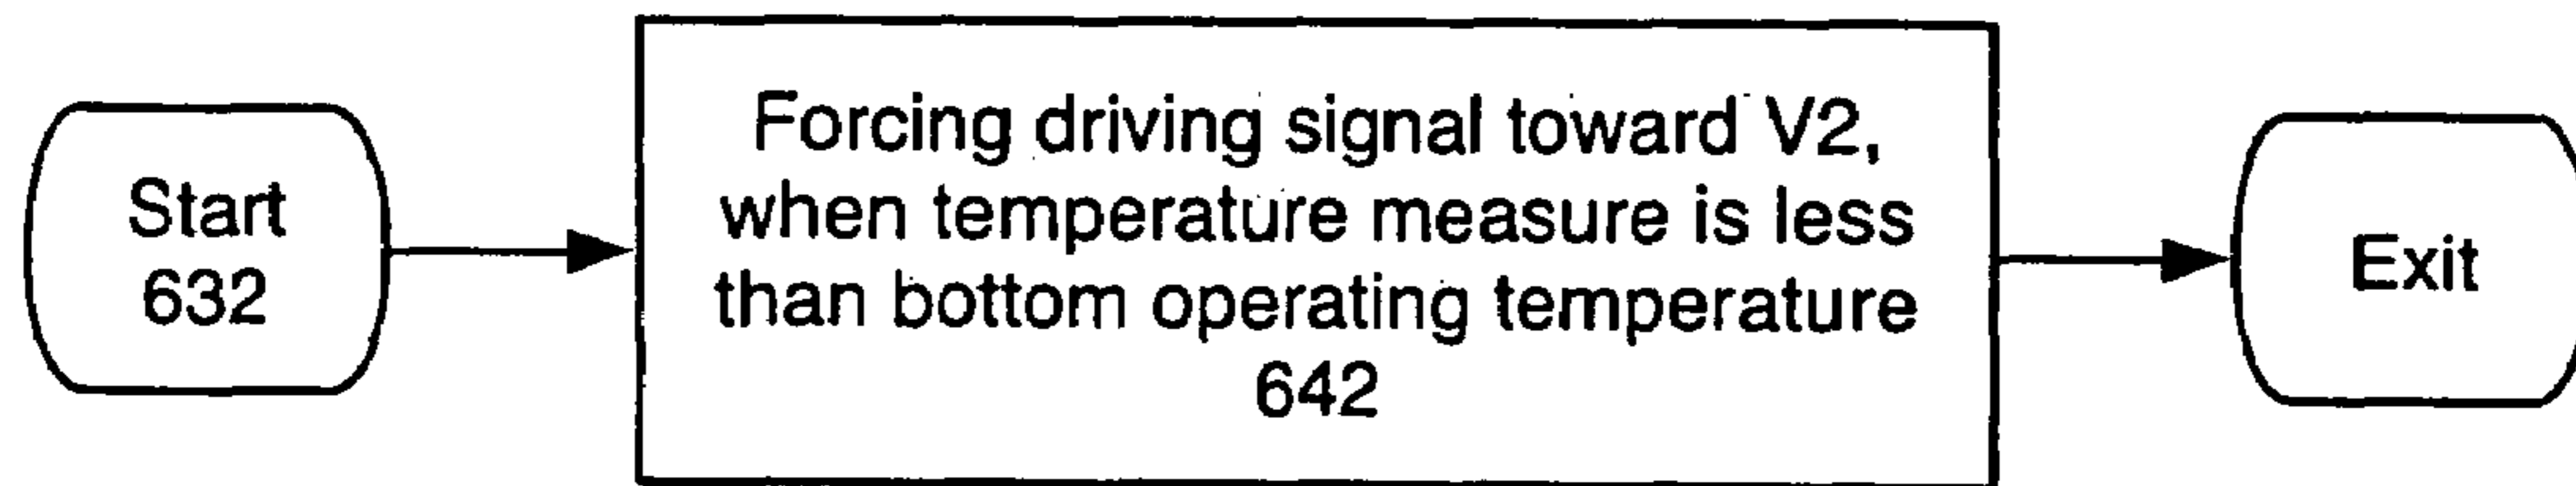 Start
632
Forcing driving signal toward V2,
when temperature measure is less
than bottom operating temperature
642
Exit